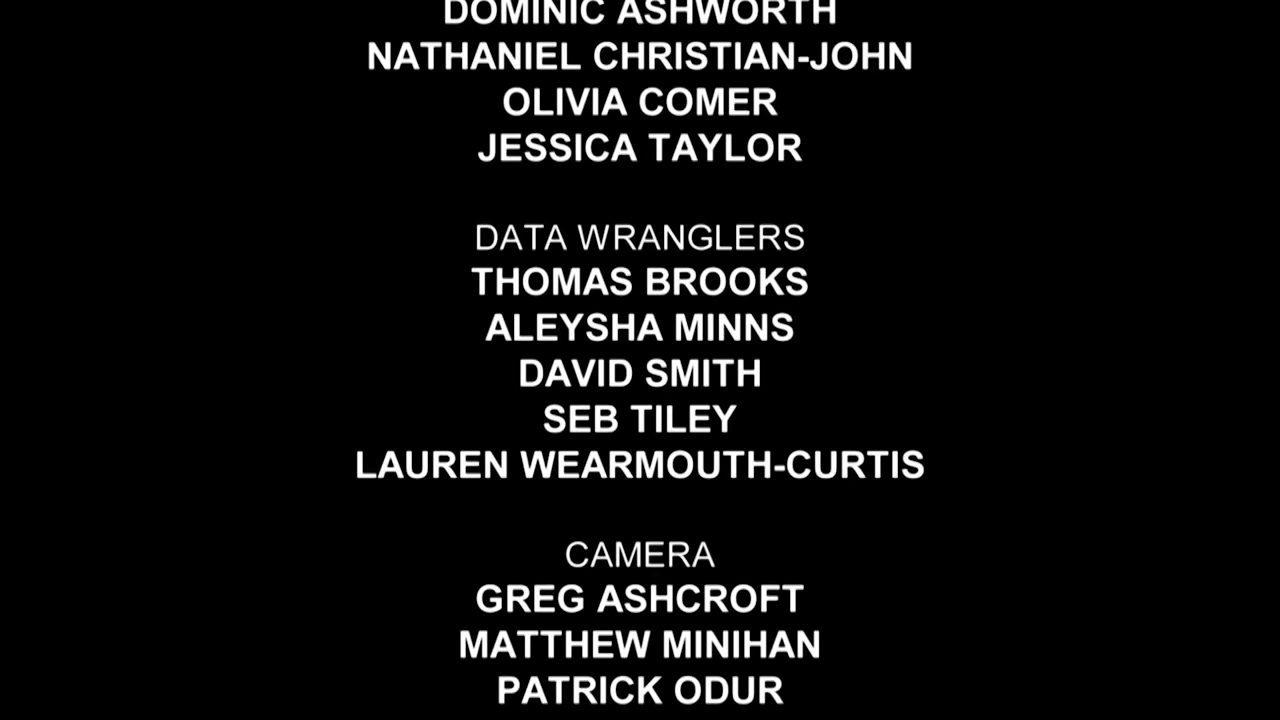 DOMINIC ASHWORTH
NATHANIEL CHRISTIAN-JOHN
OLIVIA COMER
JESSICA TAYLOR
DATA WRANGLERS
THOMAS BROOKS
ALEYSHA MINNS
DAVID SMITH
SEB TILEY
LAUREN WEARMOUTH-CURTIS
CAMERA
GREG ASHCROFT
MATTHEW MINIHAN
PATRICK ODUR